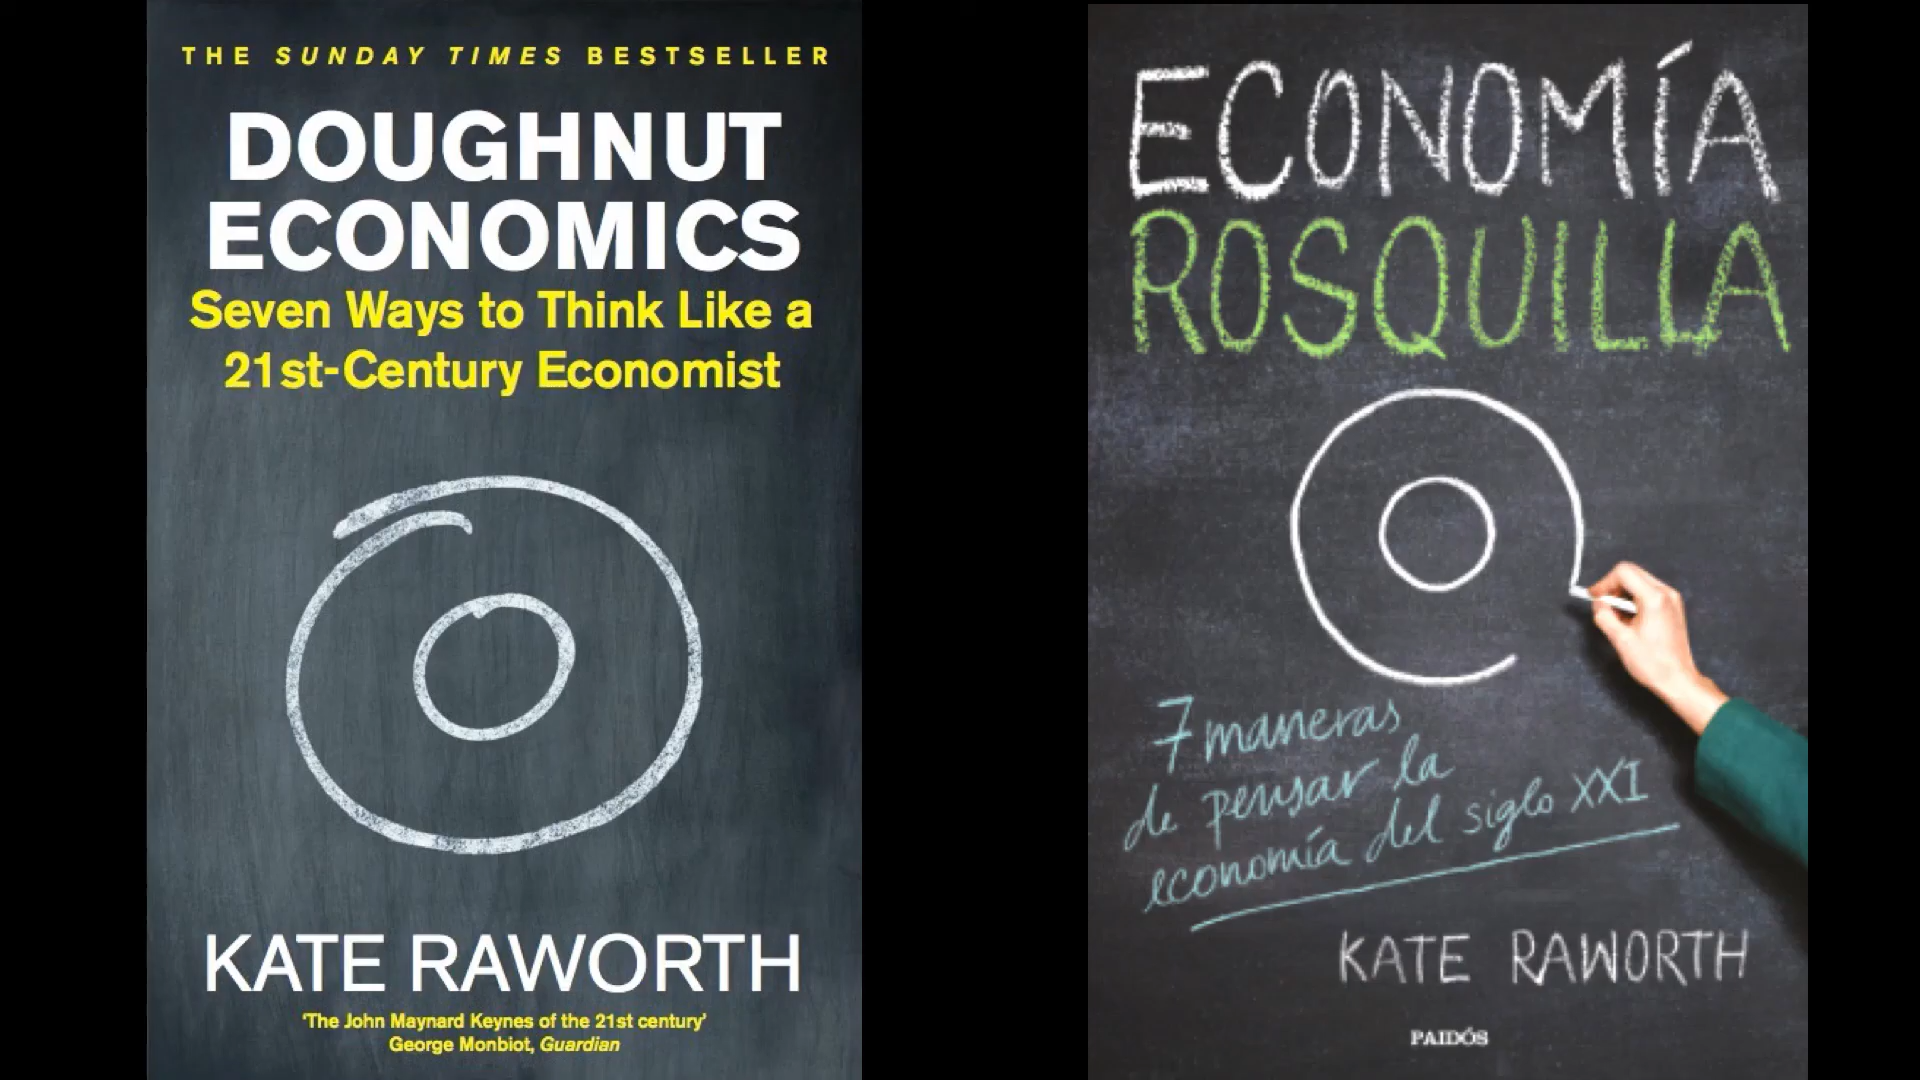 THE SUNDAY TIMES BESTSELLER
DOUGHNUT
ECONOMICS
Seven Ways to Think Like a
21st-Century Economist
KATE RAWORTH
‘The John Maynard Keynes of the 21st century’
George Monbiot, Guardian
ECONOMÍA
ROSQUILLA
7 maneras
de pensar la
economía del siglo XXI
KATE RAWORTH
PAIDÓS